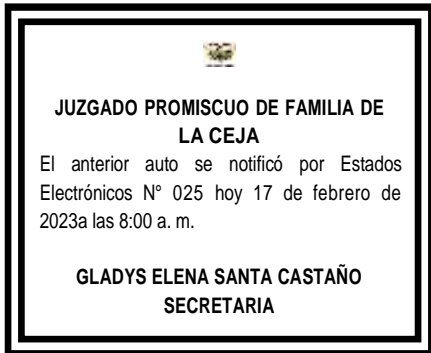 JUZGADO PROMISCUO DE FAMILIA DE
LA CEJA
El anterior auto se notificó por Estados
Electrónicos N° 025 hoy 17 de febrero de
2023a las 8:00 a. m.
GLADYS ELENA SANTA CASTAÑO
SECRETARIA